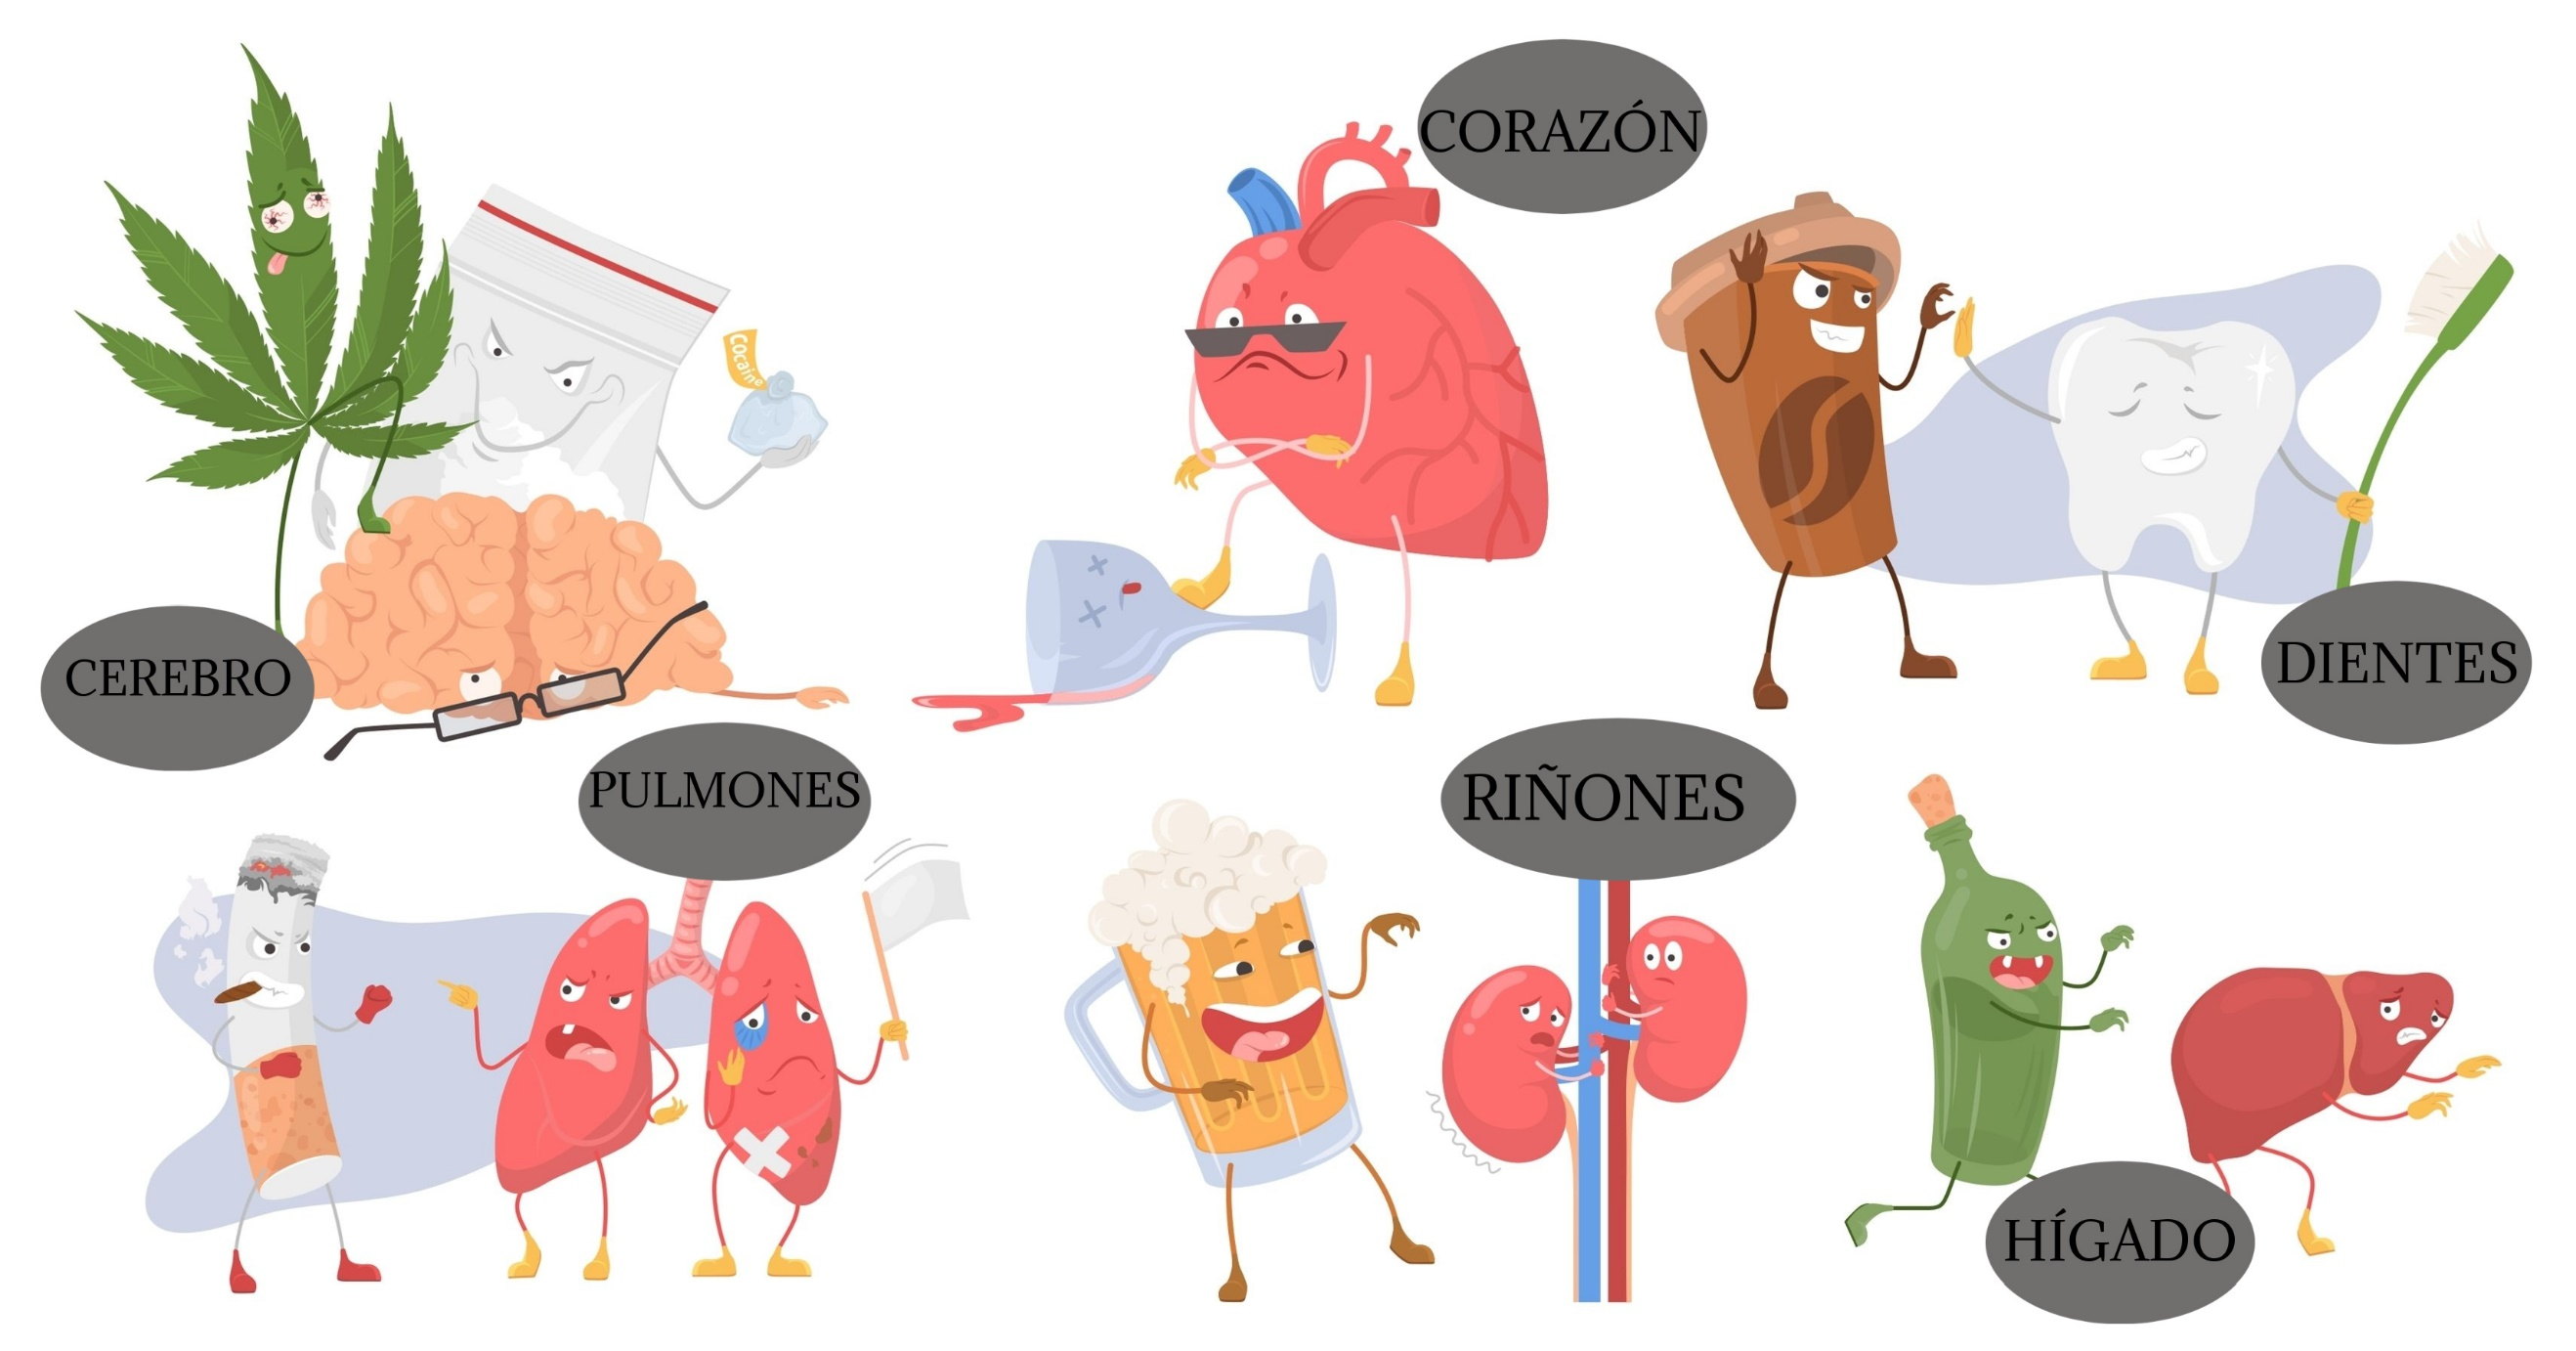 CORAZÓN
Cocaine
CEREBRO
DIENTES
PULMONES
RIÑONES
HÍGADO